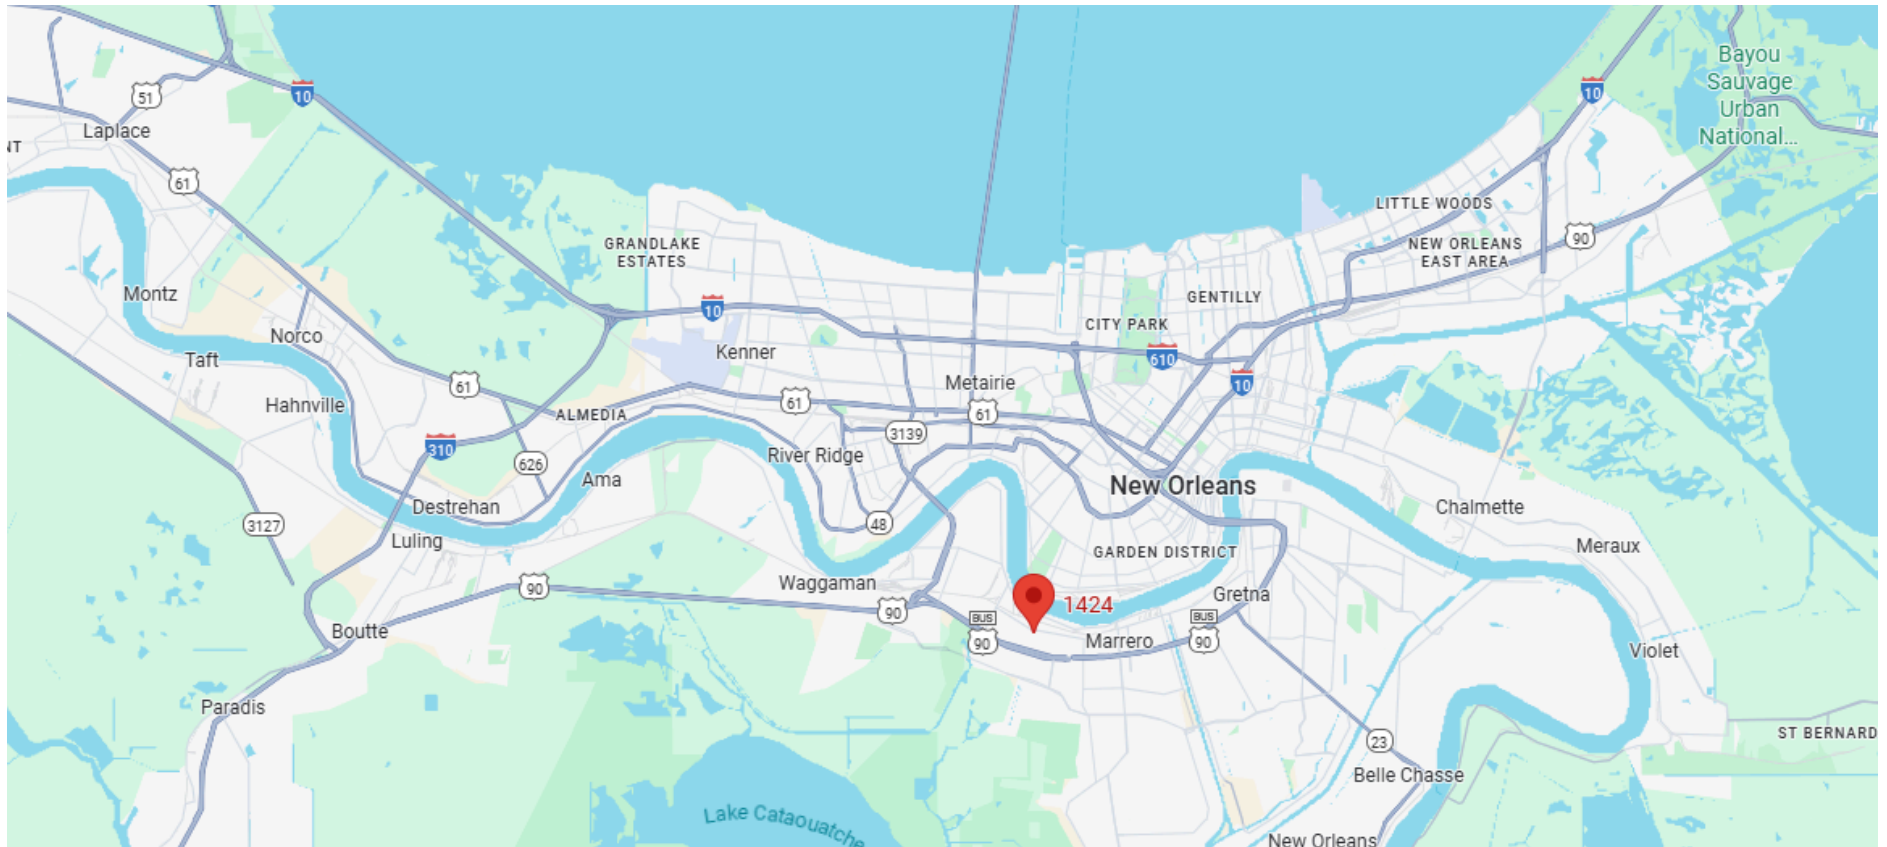 Bayou
Sauvage
Urban
National...
10
10
51
Laplace
NT
61
LITTLE WOODS
90
NEW ORLEANS
EAST AREA
GRANDLAKE
ESTATES
Montz
GENTILLY
10
CITY PARK
Norco
Kenner
610
Taft
Metairie
10
61
61
61
Hahnville
ALMEDIA
3139
310
River Ridge
626
Ama
New Orleans
Destrehan
Chalmette
3127
48
Luling
Meraux
GARDEN DISTRICT
Waggaman
90
Gretna
1424
90
BUS
90
BUS
90
Boutte
Marrero
Violet
Paradis
ST BERNARD
23
Belle Chasse
Lake Cataouatche
New Orleans